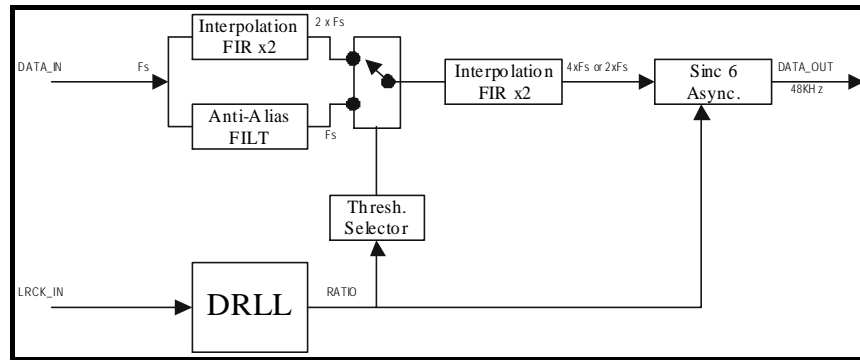 Interpolation
FIR x2
2 x Fs
DATA_IN
Fs
Anti-Alias
FILT
Fs
Interpolation
FIR x2
4xFs or 2xFs
Sinc 6
Async.
DATA_OUT
48KHz
Thresh.
Selector
LRCK_IN
DRLL
RATIO